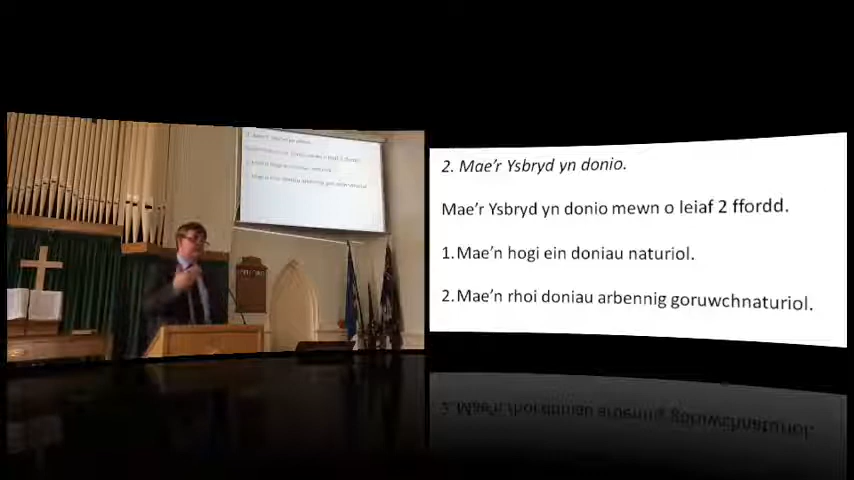 2. Mae'r Ysbryd yn donio.
Mae'r Ysbryd yn donio mewn o leiaf 2 ffordd.
1. Mae'n hogi ein doniau naturiol.
2. Mae'n rhoi doniau arbennig goruwchnaturiol.